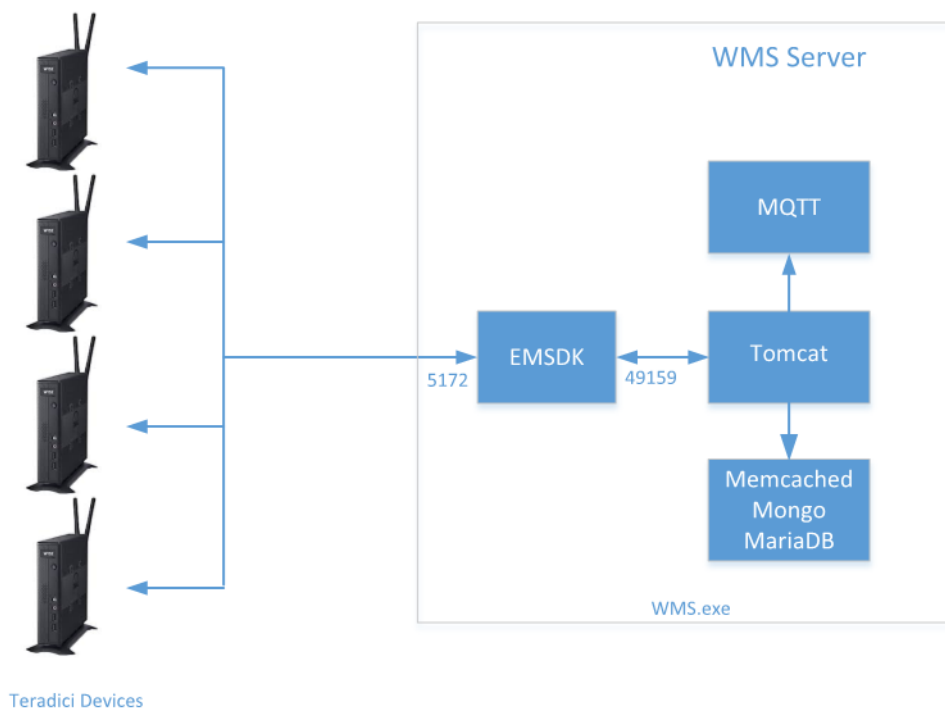 WMS Server
MQTT
EMSDK
Tomcat
5172
49159
Memcached
Mongo
MariaDB
WMS.exe
Teradici Devices